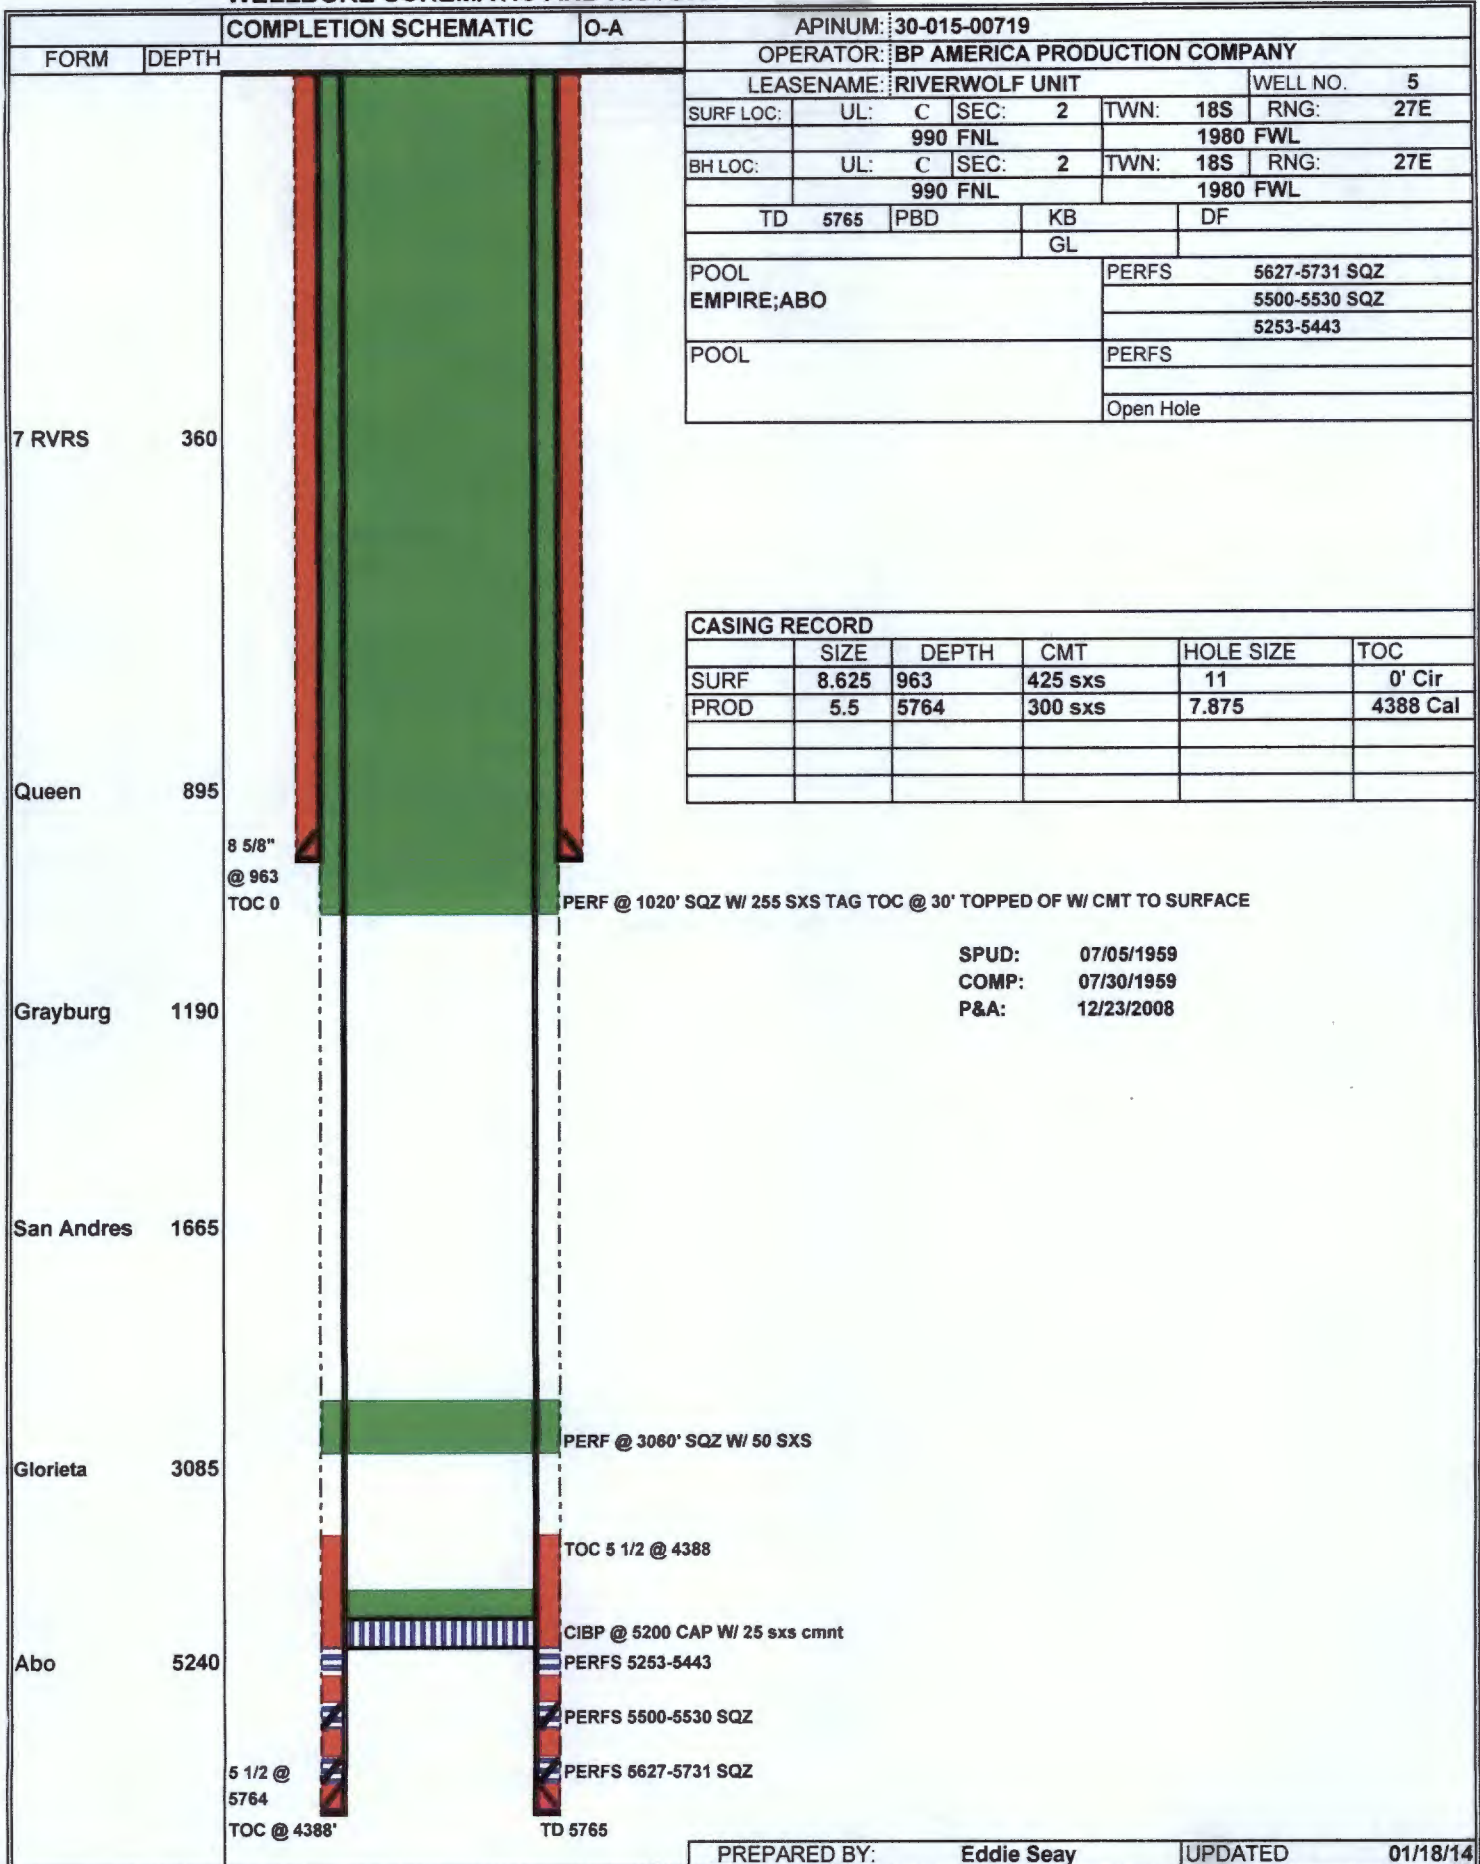 COMPLETION SCHEMATIC O-A
FORM DEPTH
APINUM: 30-015-00719
OPERATOR: BP AMERICA PRODUCTION COMPANY
LEASENAME: RIVERWOLF UNIT WELL NO. 5
SURF LOC: UL: C SEC: 2 TWN: 18S RNG: 27E
990 FNL 1980 FWL
BH LOC: UL: C SEC: 2 TWN: 18S RNG: 27E
990 FNL 1980 FWL
TD 5765 PBD KB DF
GL
POOL PERFS 5627-5731 SQZ
EMPIRE;ABO 5500-5530 SQZ
5253-5443
POOL PERFS
Open Hole
7 RVRS 360
CASING RECORD
SIZE DEPTH CMT HOLE SIZE TOC
SURF 8.625 963 425 sxs 11 0' Cir
PROD 5.5 5764 300 sxs 7.875 4388 Cal
Queen 895
8 5/8"
@ 963
TOC 0
PERF @ 1020' SQZ W/ 255 SXS TAG TOC @ 30' TOPPED OF W/ CMT TO SURFACE
SPUD: 07/05/1959
COMP: 07/30/1959
P&A: 12/23/2008
Grayburg 1190
San Andres 1665
PERF @ 3060' SQZ W/ 50 SXS
Glorieta 3085
TOC 5 1/2 @ 4388
CIBP @ 5200 CAP W/ 25 sxs cmnt
Abo 5240
PERFS 5253-5443
PERFS 5500-5530 SQZ
PERFS 5627-5731 SQZ
5 1/2 @
5764
TOC @ 4388'
TD 5765
PREPARED BY: Eddie Seay UPDATED 01/18/14